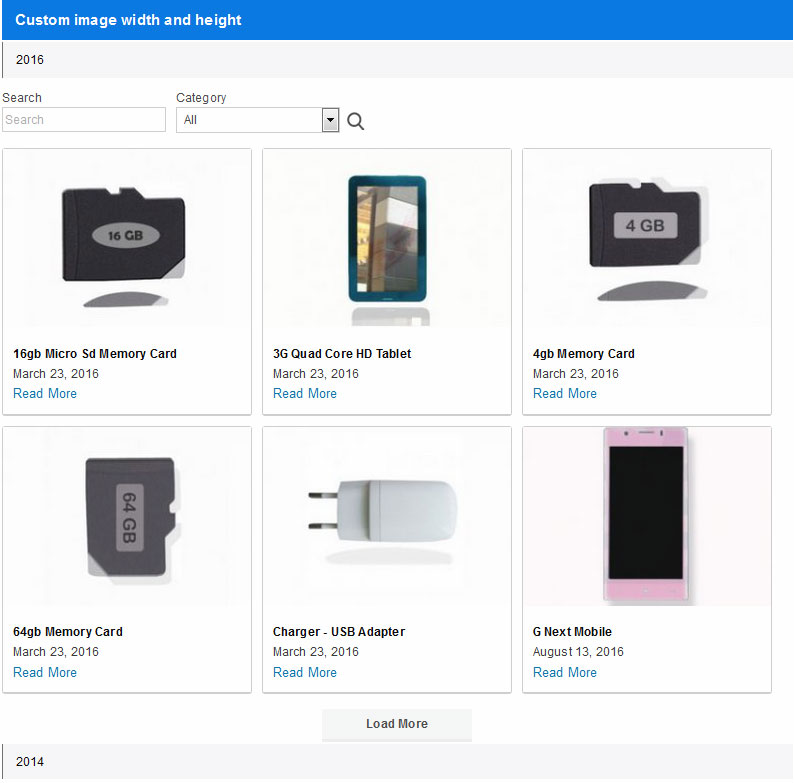 Custom image width and height
2016
Search
Category
Search
All
16 GB
4 GB
16gb Micro Sd Memory Card
3G Quad Core HD Tablet
4gb Memory Card
March 23, 2016
March 23, 2016
March 23, 2016
Read More
Read More
Read More
64 GB
64gb Memory Card
Charger - USB Adapter
G Next Mobile
March 23, 2016
March 23, 2016
August 13, 2016
Read More
Read More
Read More
Load More
2014